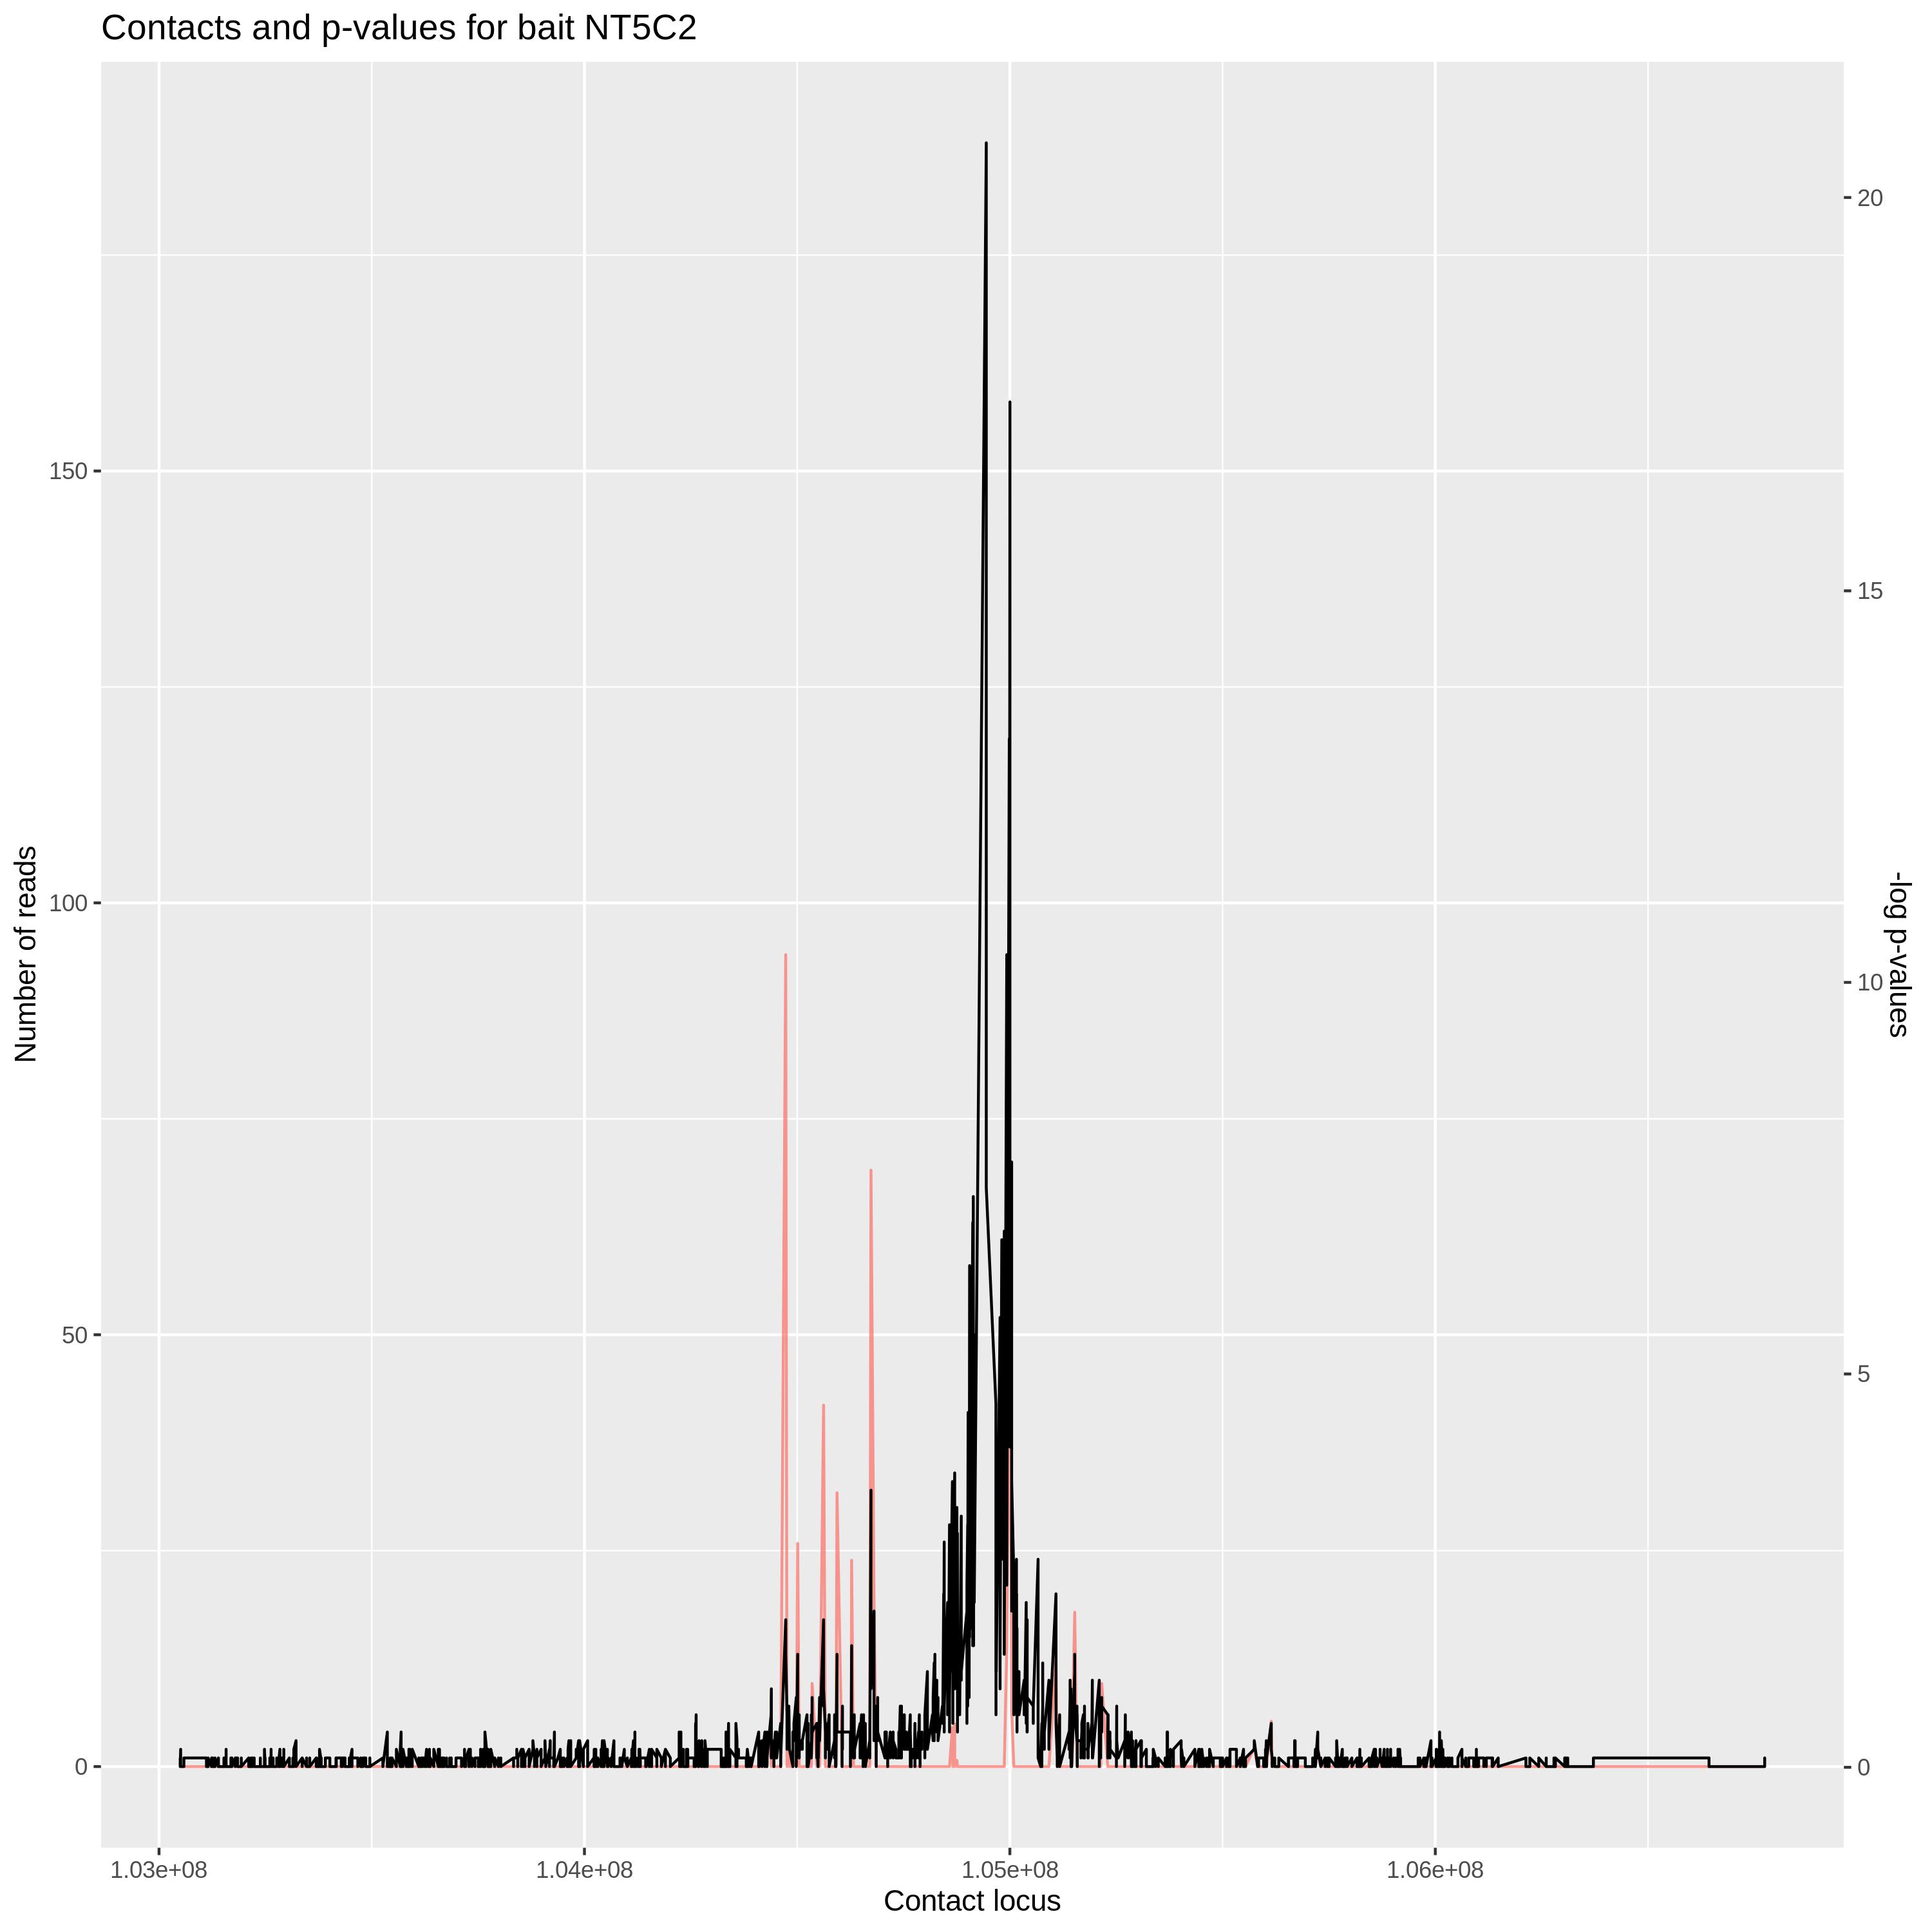 Contacts and p-values for bait NT5C2
Number of reads
150
100
50
0
20
15
10
5
0
-log p-values
1.03e+08
1.04e+08
1.05e+08
1.06e+08
Contact locus